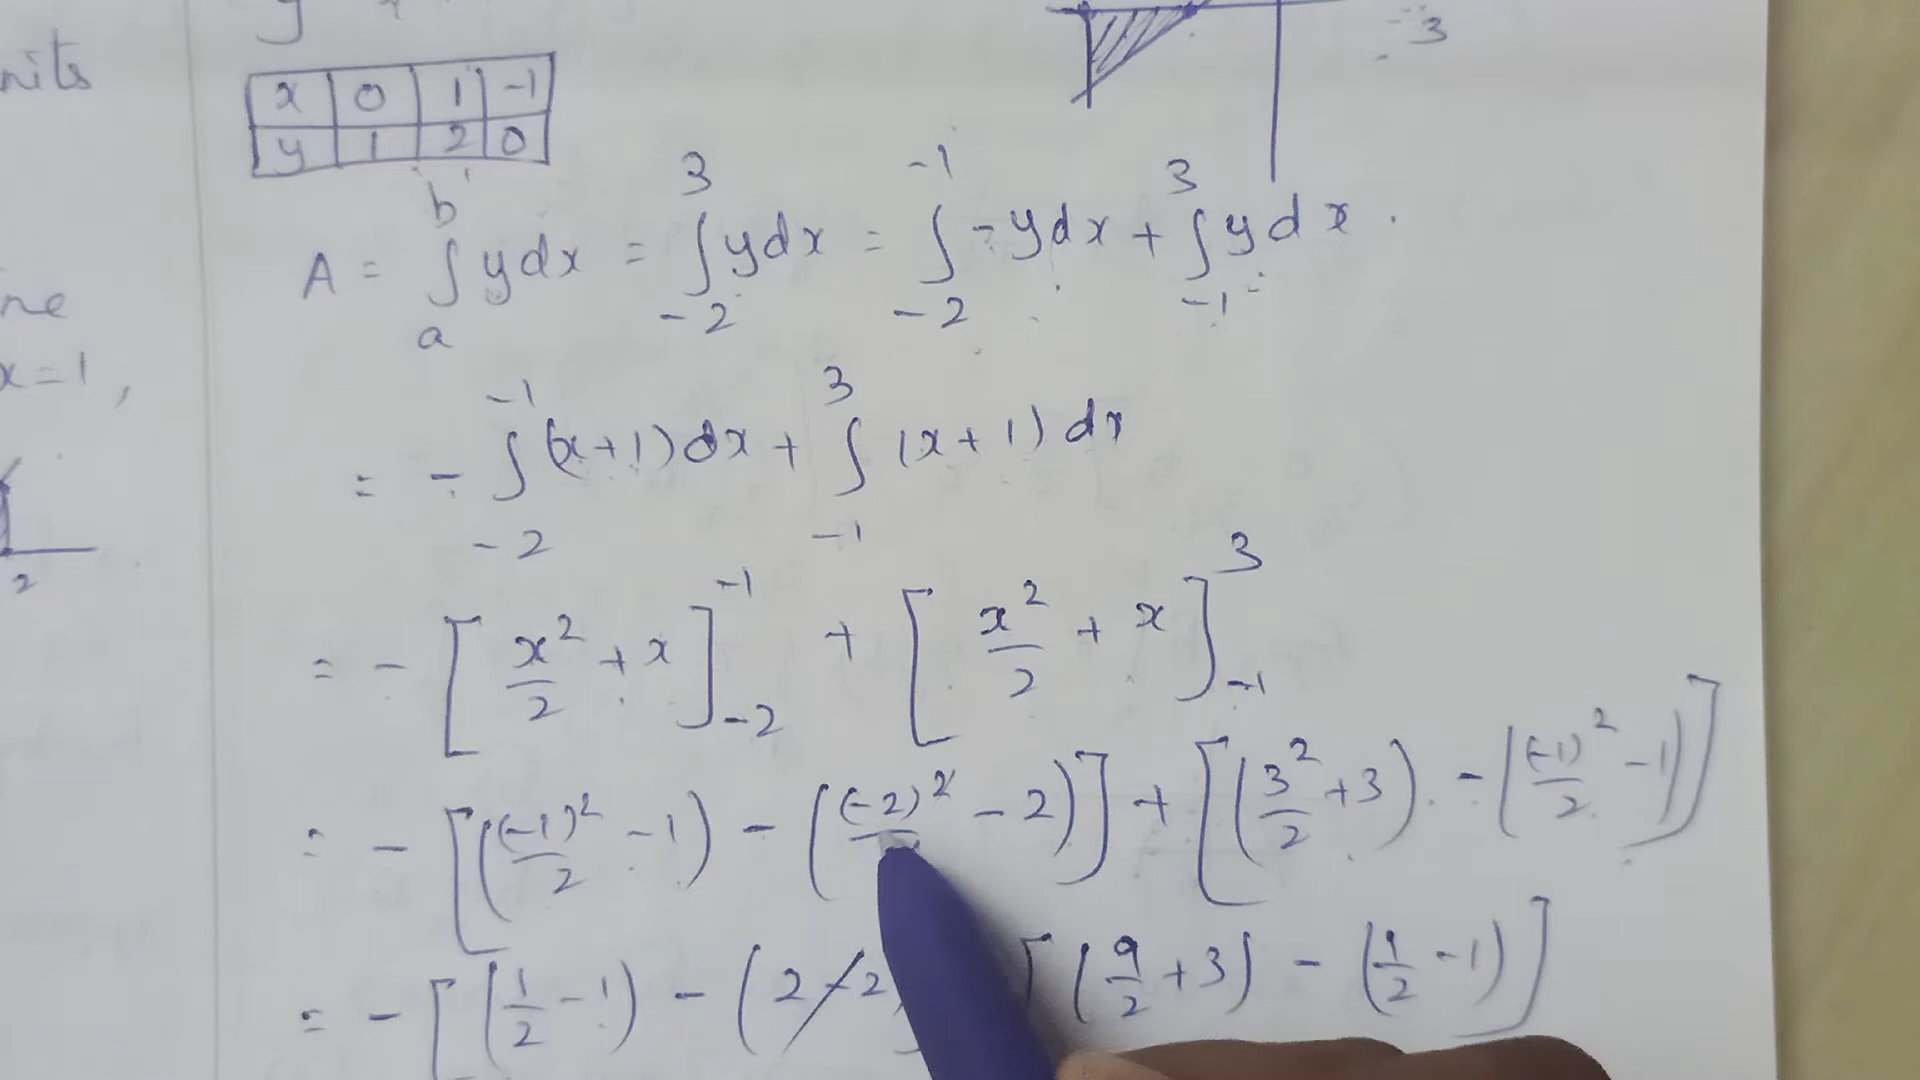 nits
3
x 0 1 -1
y 1 2 0
A = ∫_a^b y dx = ∫_{-2}^{3} y dx = ∫_{-2}^{-1} -y dx + ∫_{-1}^{3} y dx .
ne
x=1,
= - ∫_{-2}^{-1} (x+1) dx + ∫_{-1}^{3} (x+1) dx
2
= - [x²/2 + x]_{-2}^{-1} + [x²/2 + x]_{-1}^{3}
= - [((-1)²/2 - 1) - ((-2)²/ - 2)] + [(3²/2 + 3) - ((-1)²/2 - 1)]
= - [(1/2 - 1) - (2 - 2 [(9/2 + 3) - (1/2 - 1)]